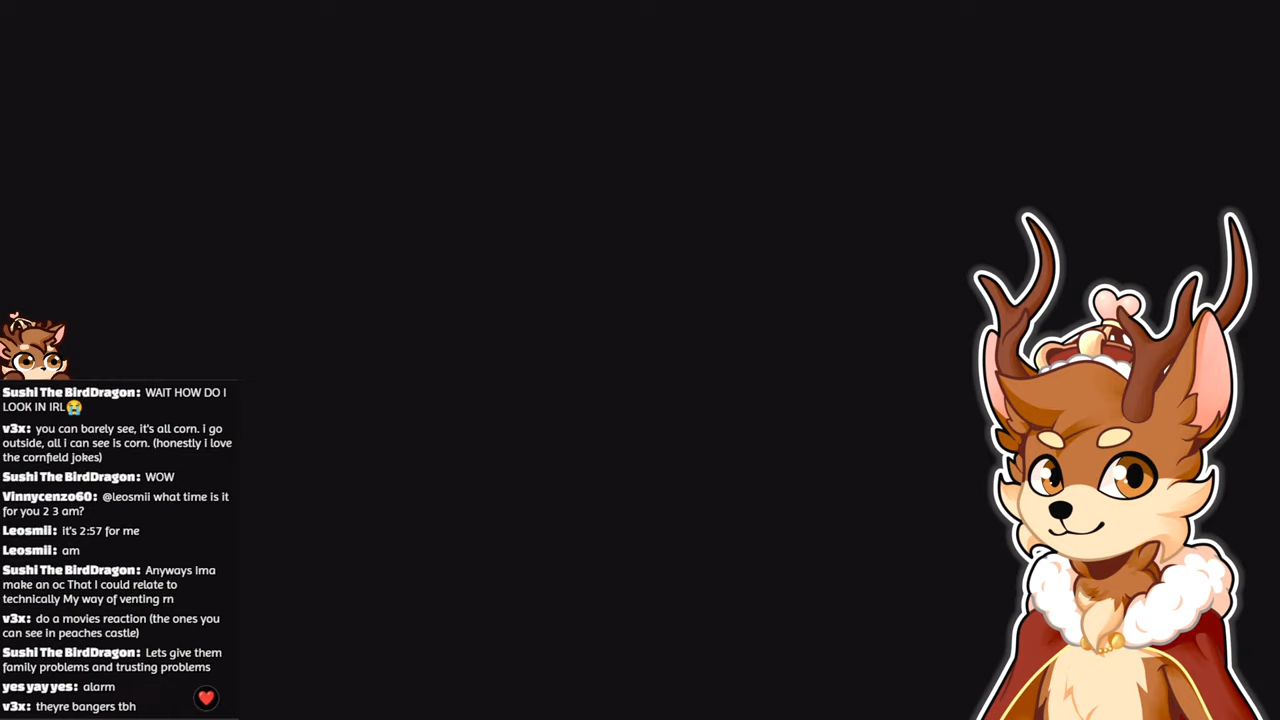 Sushi The BirdDragon: WAIT HOW DO I
LOOK IN IRL😭
v3x: you can barely see, it's all corn. i go
outside, all i can see is corn. (honestly i love
the cornfield jokes)
Sushi The BirdDragon: WOW
Vinnycenzo60: @leosmii what time is it
for you 2 3 am?
Leosmii: it's 2:57 for me
Leosmii: am
Sushi The BirdDragon: Anyways Ima
make an oc That I could relate to
technically My way of venting rn
v3x: do a movies reaction (the ones you
can see in peaches castle)
Sushi The BirdDragon: Lets give them
family problems and trusting problems
yes yay yes: alarm
v3x: theyre bangers tbh